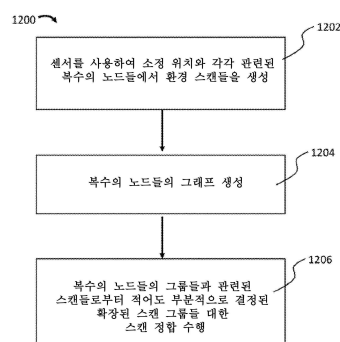 1200
1202
센서를 사용하여 소정 위치와 각각 관련된
복수의 노드들에서 환경 스캔들을 생성
1204
복수의 노드들의 그래프 생성
1206
복수의 노드들의 그룹들과 관련된
스캔들로부터 적어도 부분적으로 결정된
확장된 스캔 그룹들 대한
스캔 정합 수행